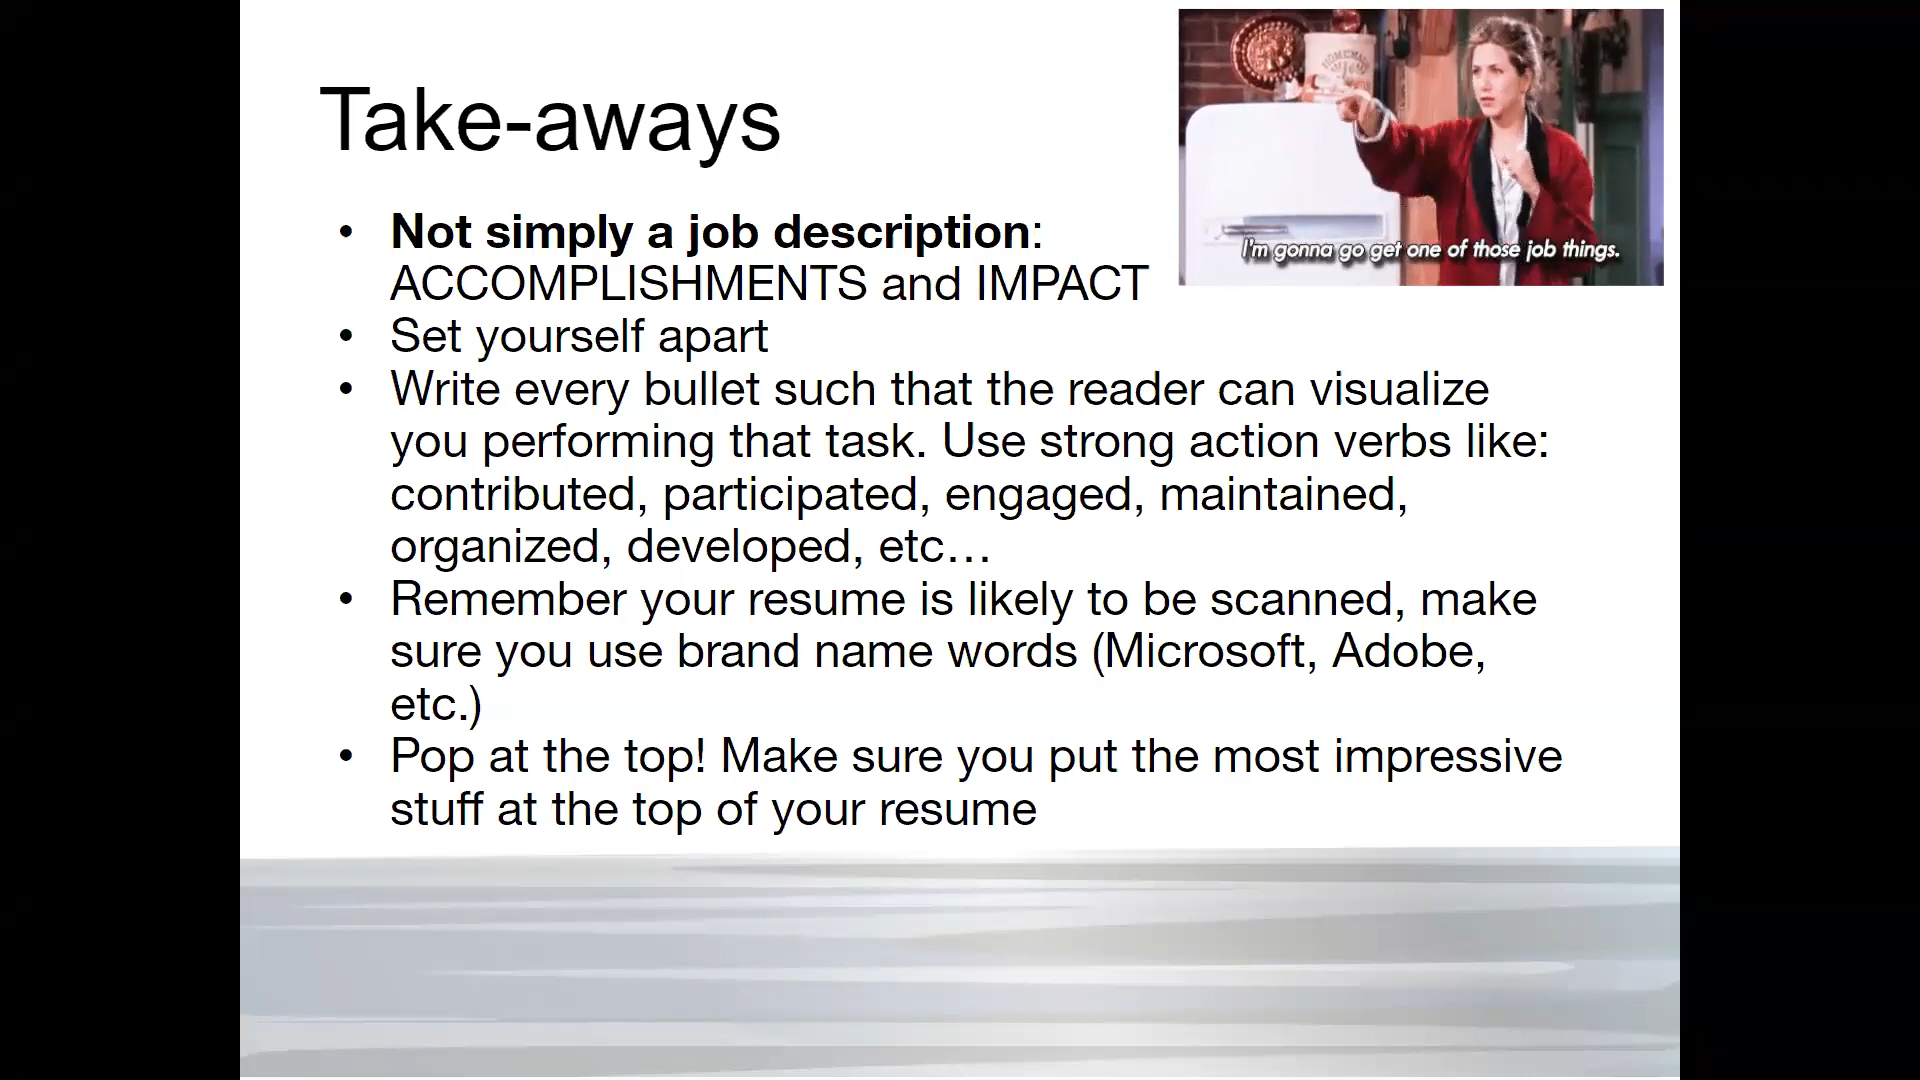 Take-aways
I'm gonna go get one of those job things.
• Not simply a job description:
ACCOMPLISHMENTS and IMPACT
• Set yourself apart
• Write every bullet such that the reader can visualize
you performing that task. Use strong action verbs like:
contributed, participated, engaged, maintained,
organized, developed, etc…
• Remember your resume is likely to be scanned, make
sure you use brand name words (Microsoft, Adobe,
etc.)
• Pop at the top! Make sure you put the most impressive
stuff at the top of your resume